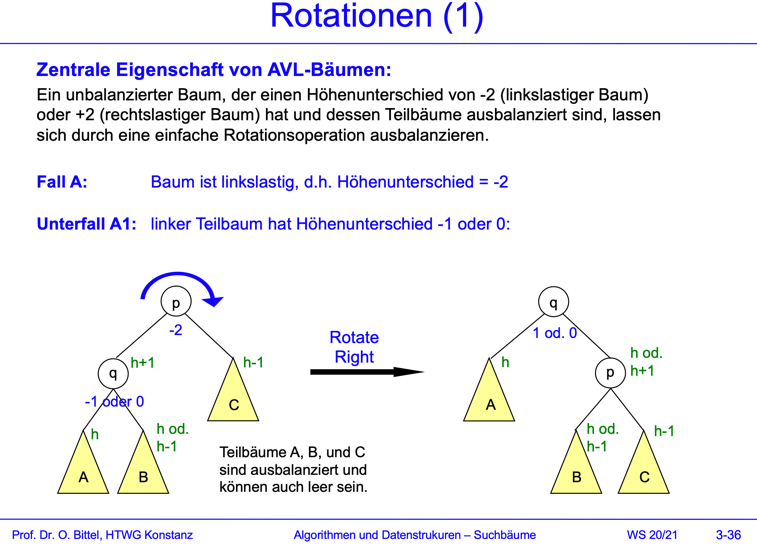 Rotationen (1)
Zentrale Eigenschaft von AVL-Bäumen:
Ein unbalanzierter Baum, der einen Höhenunterschied von -2 (linkslastiger Baum)
oder +2 (rechtslastiger Baum) hat und dessen Teilbäume ausbalanziert sind, lassen
sich durch eine einfache Rotationsoperation ausbalanzieren.
Fall A: Baum ist linkslastig, d.h. Höhenunterschied = -2
Unterfall A1: linker Teilbaum hat Höhenunterschied -1 oder 0:
p
-2
q
h+1
-1 oder 0
h
A
h od.
h-1
B
h-1
C
Rotate
Right
Teilbäume A, B, und C
sind ausbalanziert und
können auch leer sein.
q
1 od. 0
h
A
p
h od.
h+1
h od.
h-1
B
h-1
C
Prof. Dr. O. Bittel, HTWG Konstanz
Algorithmen und Datenstrukuren – Suchbäume
WS 20/21
3-36